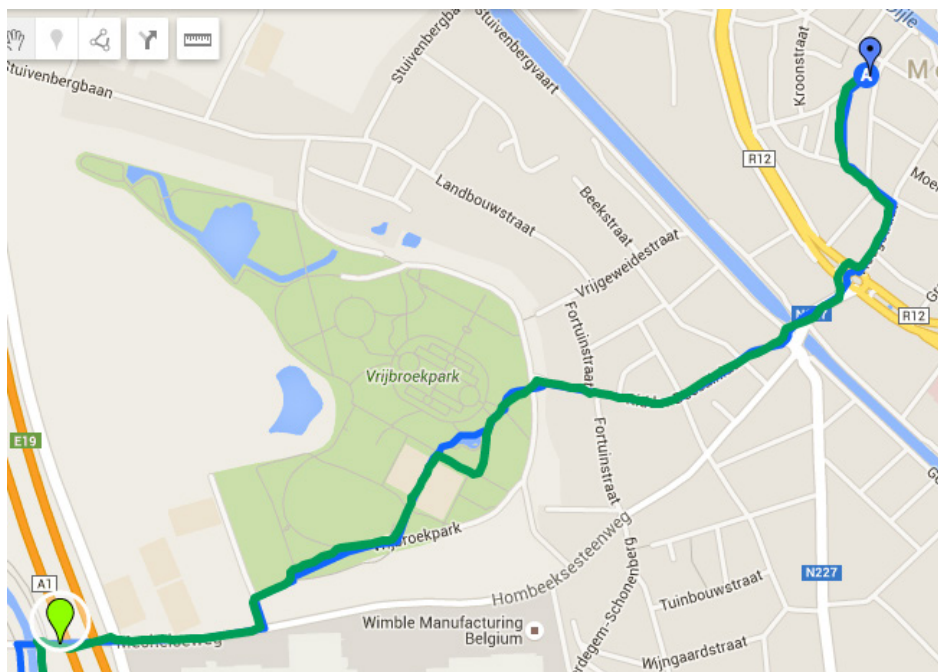 Stuivenbergbaan
Stuivenbergbaan
Stuivenbergvaart
Kroonstraat
Dijle
A
R12
Landbouwstraat
Beekstraat
Vrijgeweidestraat
Fortuinstraat
R12
Vrijbroekpark
E19
Fortuinstraat
Vrijbroekpark
Hombeeksesteenweg
N227
A1
Tuinbouwstraat
Wimble Manufacturing
Belgium
Wijngaardstraat